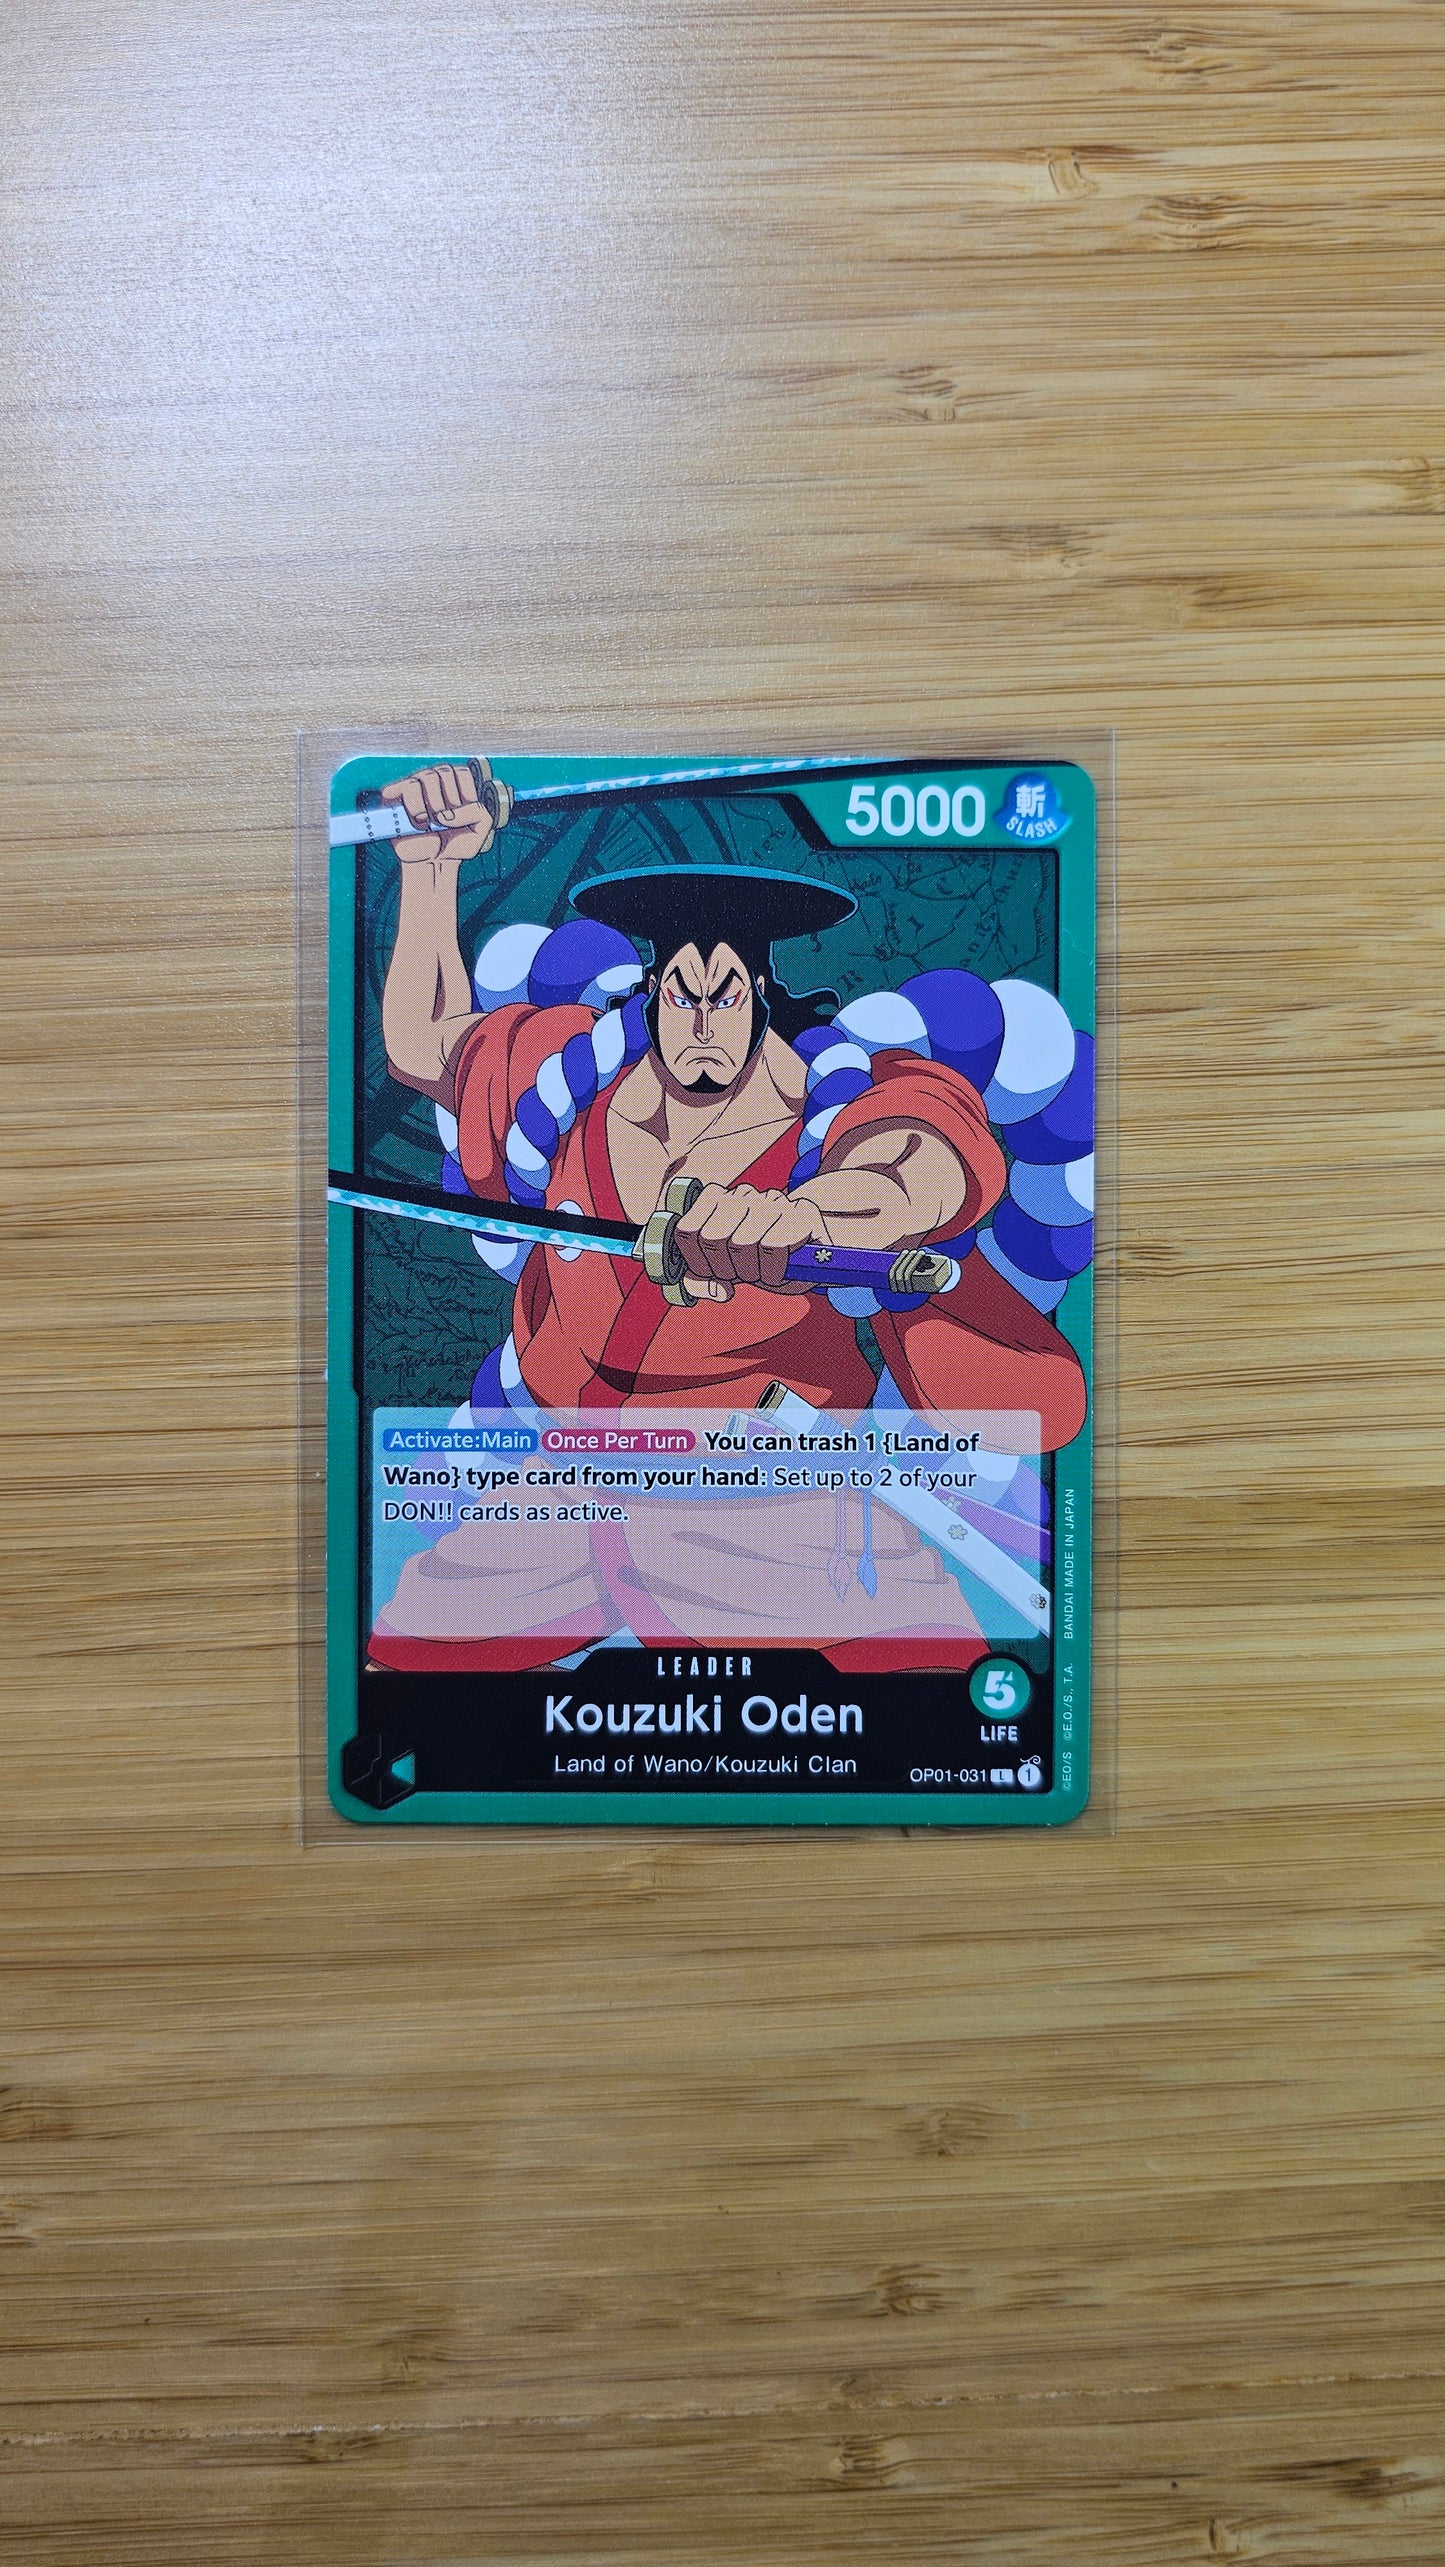 5000
斬
SLASH
Activate:Main Once Per Turn You can trash 1 {Land of
Wano} type card from your hand: Set up to 2 of your
DON!! cards as active.
LEADER
Kouzuki Oden
Land of Wano/Kouzuki Clan
5
LIFE
OP01-031 L 1
©EO/S ©E.O./S., T.A. BANDAI MADE IN JAPAN